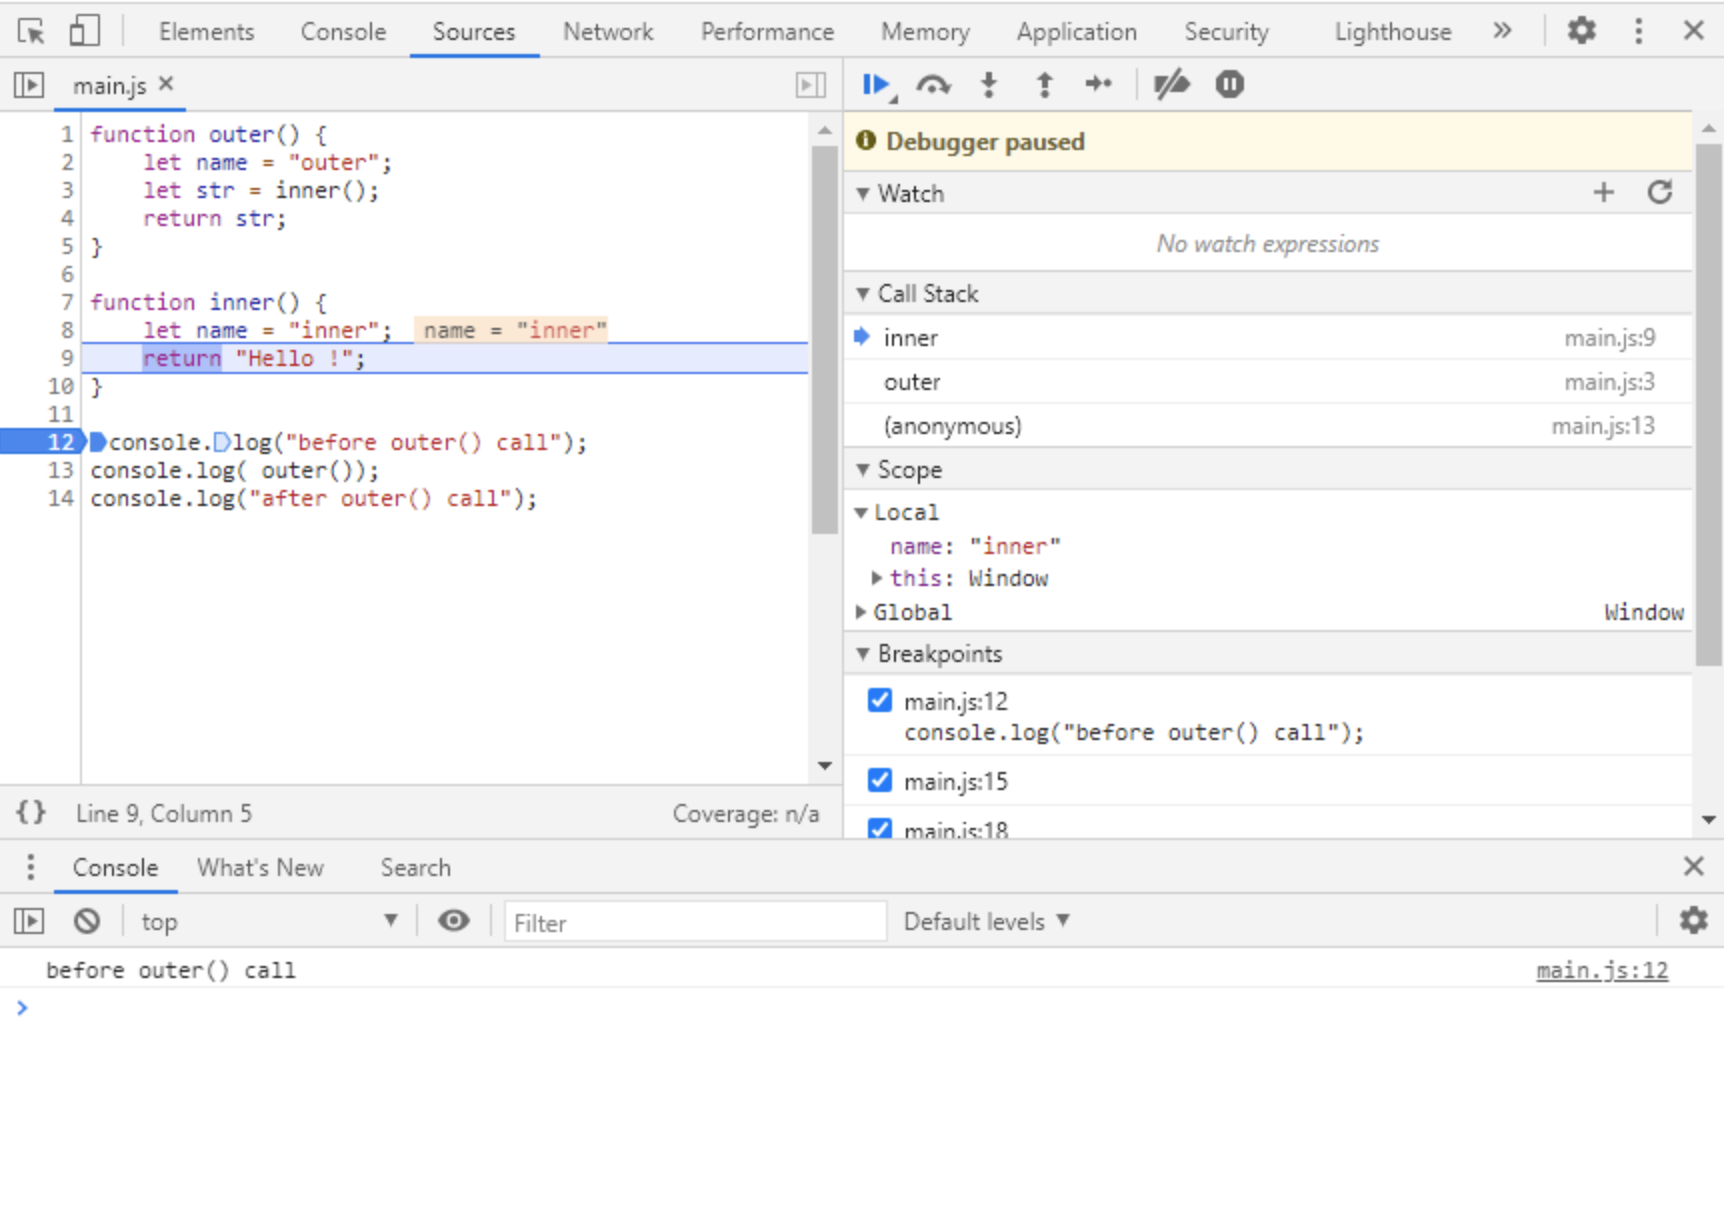 Elements Console Sources Network Performance Memory Application Security Lighthouse »
main.js ×
1 function outer() {
2     let name = "outer";
3     let str = inner();
4     return str;
5 }
6
7 function inner() {
8     let name = "inner"; name = "inner"
9     return "Hello !";
10 }
11
12 console.log("before outer() call");
13 console.log( outer());
14 console.log("after outer() call");
{} Line 9, Column 5 Coverage: n/a
Debugger paused
Watch
No watch expressions
Call Stack
inner main.js:9
outer main.js:3
(anonymous) main.js:13
Scope
Local
name: "inner"
this: Window
Global Window
Breakpoints
main.js:12
console.log("before outer() call");
main.js:15
main.js:18
Console What's New Search
top Filter Default levels
before outer() call main.js:12